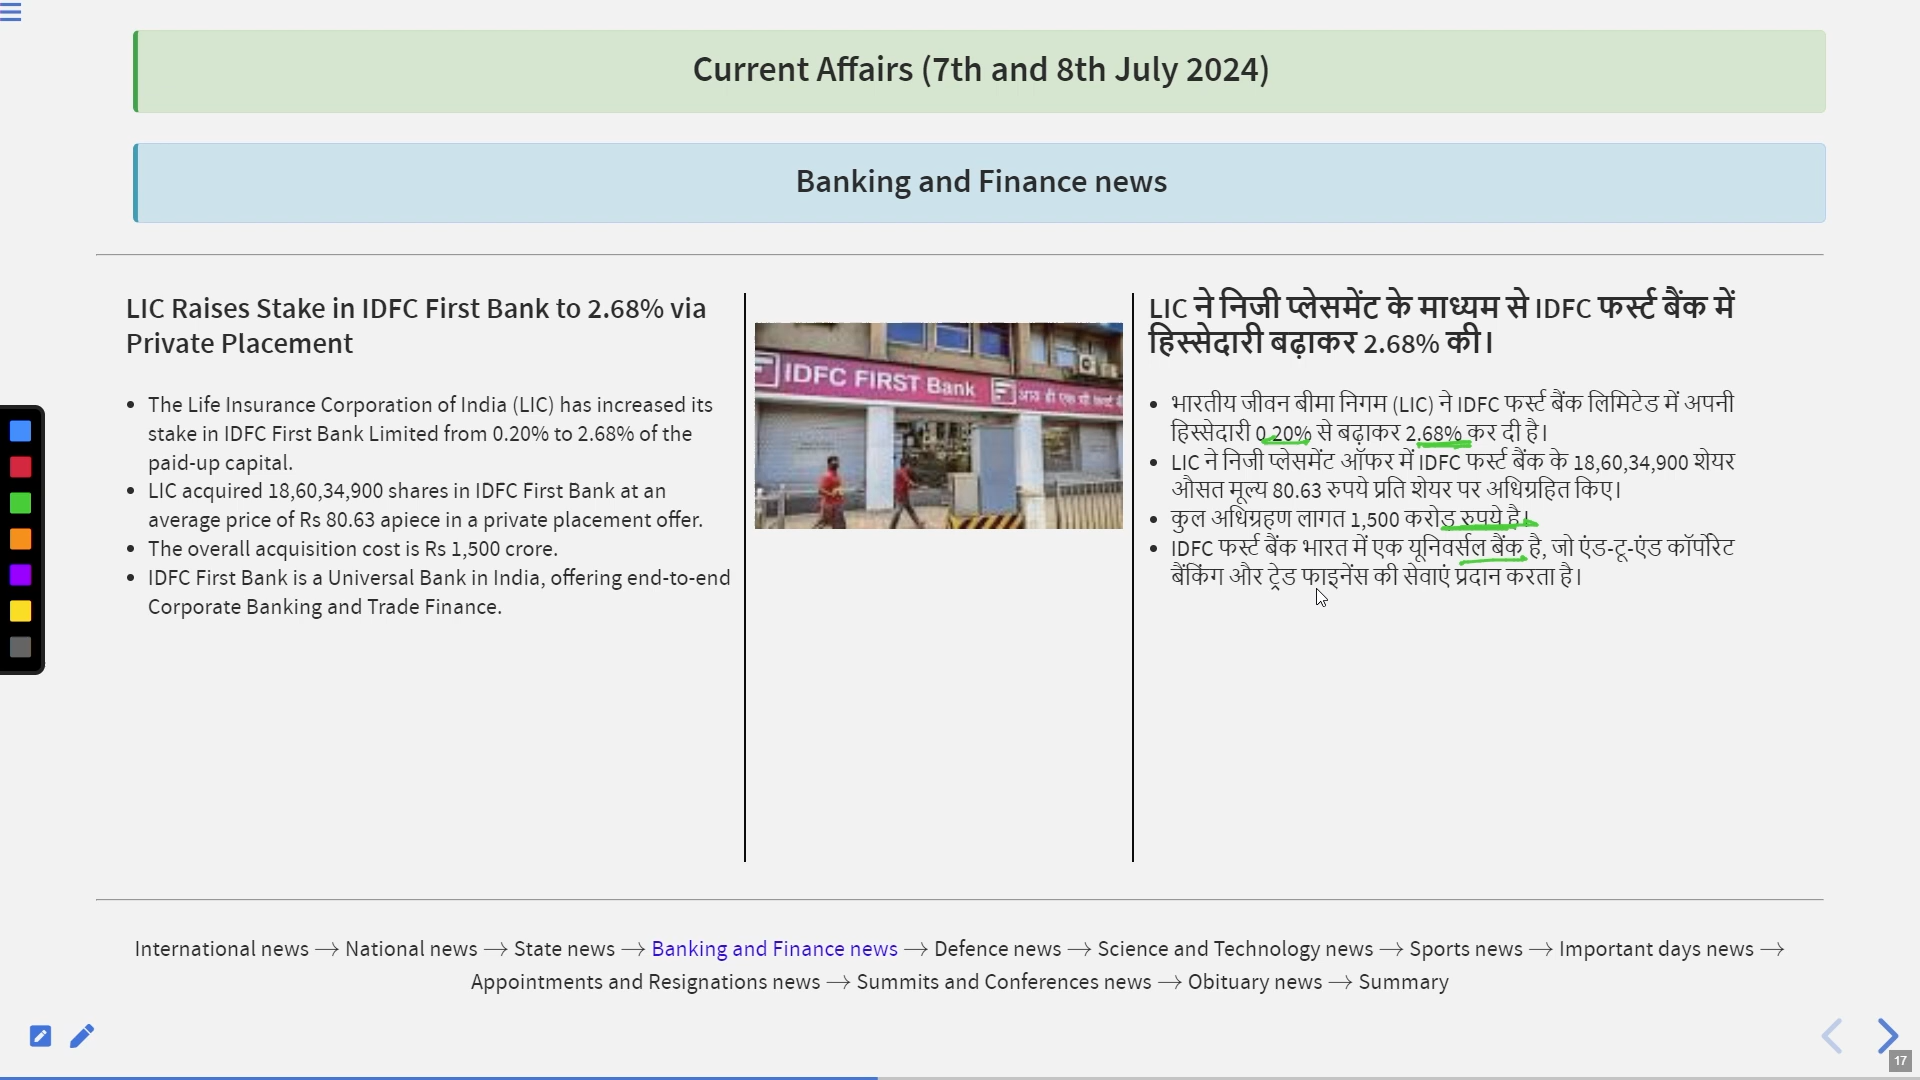 Current Affairs (7th and 8th July 2024)
Banking and Finance news
LIC Raises Stake in IDFC First Bank to 2.68% via
Private Placement
The Life Insurance Corporation of India (LIC) has increased its
stake in IDFC First Bank Limited from 0.20% to 2.68% of the
paid-up capital.
LIC acquired 18,60,34,900 shares in IDFC First Bank at an
average price of Rs 80.63 apiece in a private placement offer.
The overall acquisition cost is Rs 1,500 crore.
IDFC First Bank is a Universal Bank in India, offering end-to-end
Corporate Banking and Trade Finance.
IDFC FIRST Bank
LIC ने निजी प्लेसमेंट के माध्यम से IDFC फर्स्ट बैंक में
हिस्सेदारी बढ़ाकर 2.68% की।
भारतीय जीवन बीमा निगम (LIC) ने IDFC फर्स्ट बैंक लिमिटेड में अपनी
हिस्सेदारी 0.20% से बढ़ाकर 2.68% कर दी है।
LIC ने निजी प्लेसमेंट ऑफर में IDFC फर्स्ट बैंक के 18,60,34,900 शेयर
औसत मूल्य 80.63 रुपये प्रति शेयर पर अधिग्रहित किए।
कुल अधिग्रहण लागत 1,500 करोड़ रुपये है।
IDFC फर्स्ट बैंक भारत में एक यूनिवर्सल बैंक है, जो एंड-टू-एंड कॉर्पोरेट
बैंकिंग और ट्रेड फाइनेंस की सेवाएं प्रदान करता है।
International news → National news → State news → Banking and Finance news → Defence news → Science and Technology news → Sports news → Important days news →
Appointments and Resignations news → Summits and Conferences news → Obituary news → Summary
17